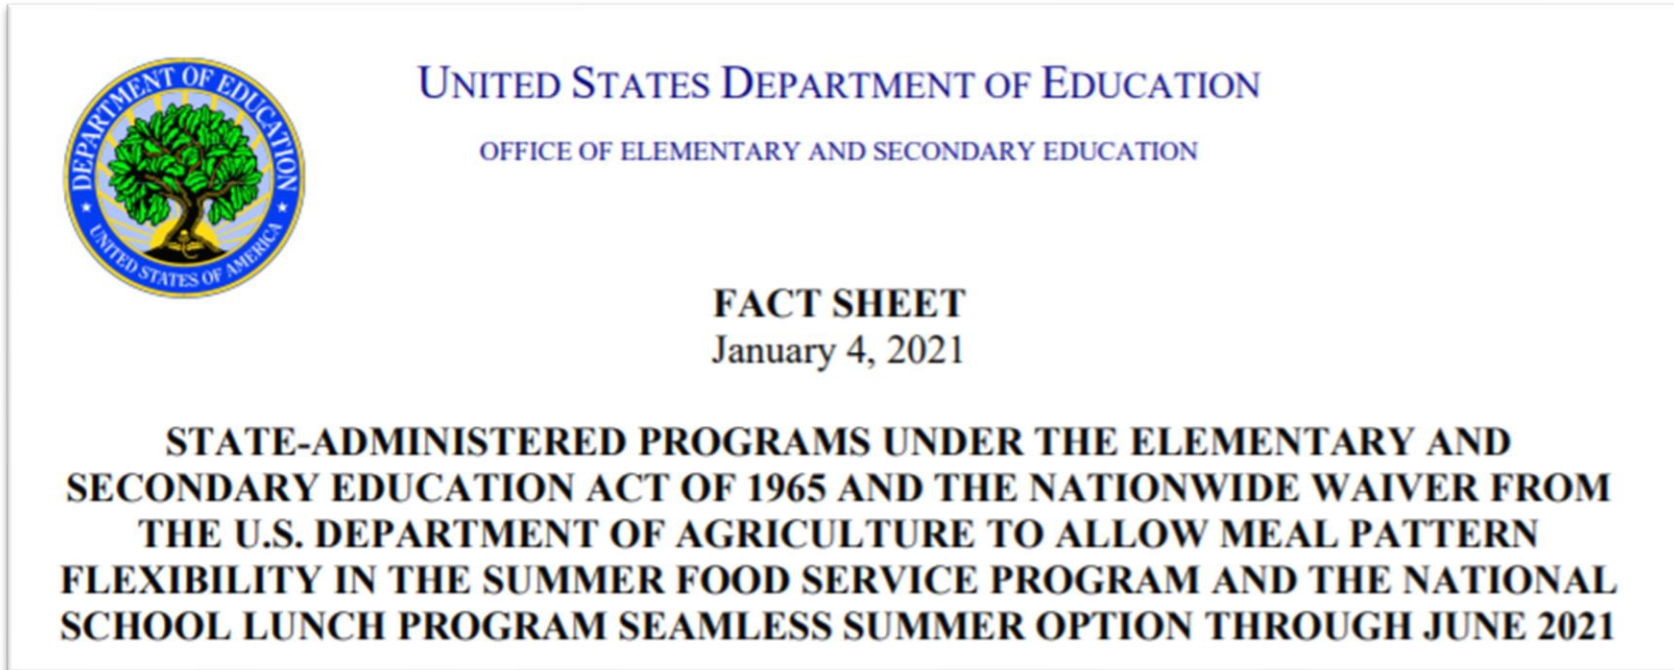 DEPARTMENT OF EDUCATION
UNITED STATES OF AMERICA
UNITED STATES DEPARTMENT OF EDUCATION
OFFICE OF ELEMENTARY AND SECONDARY EDUCATION
FACT SHEET
January 4, 2021
STATE-ADMINISTERED PROGRAMS UNDER THE ELEMENTARY AND
SECONDARY EDUCATION ACT OF 1965 AND THE NATIONWIDE WAIVER FROM
THE U.S. DEPARTMENT OF AGRICULTURE TO ALLOW MEAL PATTERN
FLEXIBILITY IN THE SUMMER FOOD SERVICE PROGRAM AND THE NATIONAL
SCHOOL LUNCH PROGRAM SEAMLESS SUMMER OPTION THROUGH JUNE 2021